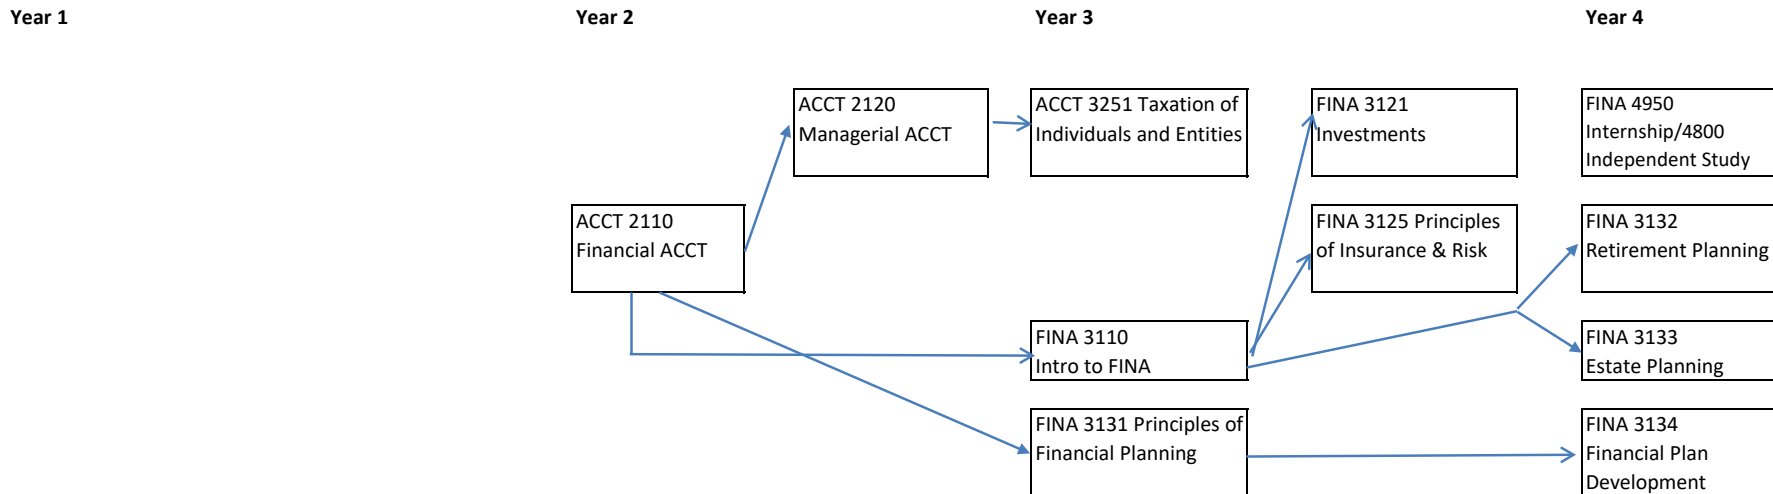 Year 1
Year 2
Year 3
Year 4
ACCT 2120
Managerial ACCT
ACCT 3251 Taxation of
Individuals and Entities
FINA 3121
Investments
FINA 4950
Internship/4800
Independent Study
ACCT 2110
Financial ACCT
FINA 3125 Principles
of Insurance & Risk
FINA 3132
Retirement Planning
FINA 3110
Intro to FINA
FINA 3133
Estate Planning
FINA 3131 Principles of
Financial Planning
FINA 3134
Financial Plan
Development